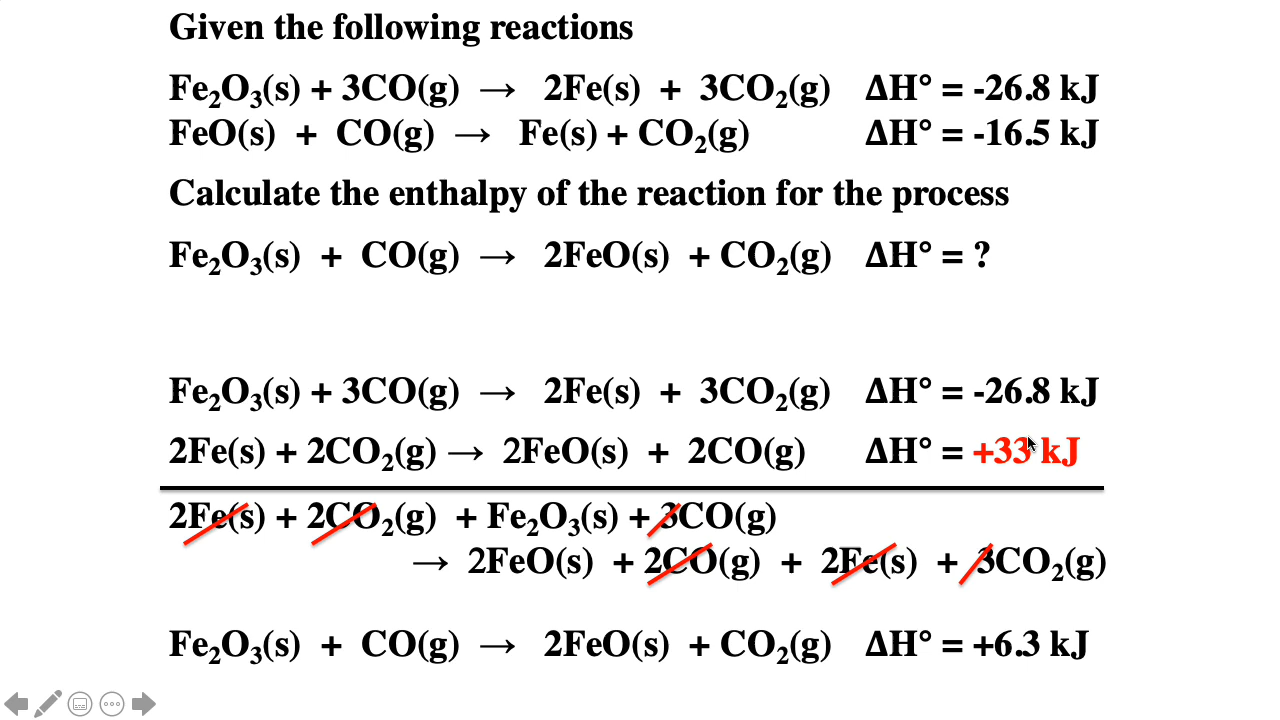 Given the following reactions
Fe₂O₃(s) + 3CO(g) → 2Fe(s) + 3CO₂(g) ΔH° = -26.8 kJ
FeO(s) + CO(g) → Fe(s) + CO₂(g) ΔH° = -16.5 kJ
Calculate the enthalpy of the reaction for the process
Fe₂O₃(s) + CO(g) → 2FeO(s) + CO₂(g) ΔH° = ?
Fe₂O₃(s) + 3CO(g) → 2Fe(s) + 3CO₂(g) ΔH° = -26.8 kJ
2Fe(s) + 2CO₂(g) → 2FeO(s) + 2CO(g) ΔH° = +33 kJ
2Fe(s) + 2CO₂(g) + Fe₂O₃(s) + 3CO(g)
→ 2FeO(s) + 2CO(g) + 2Fe(s) + 3CO₂(g)
Fe₂O₃(s) + CO(g) → 2FeO(s) + CO₂(g) ΔH° = +6.3 kJ